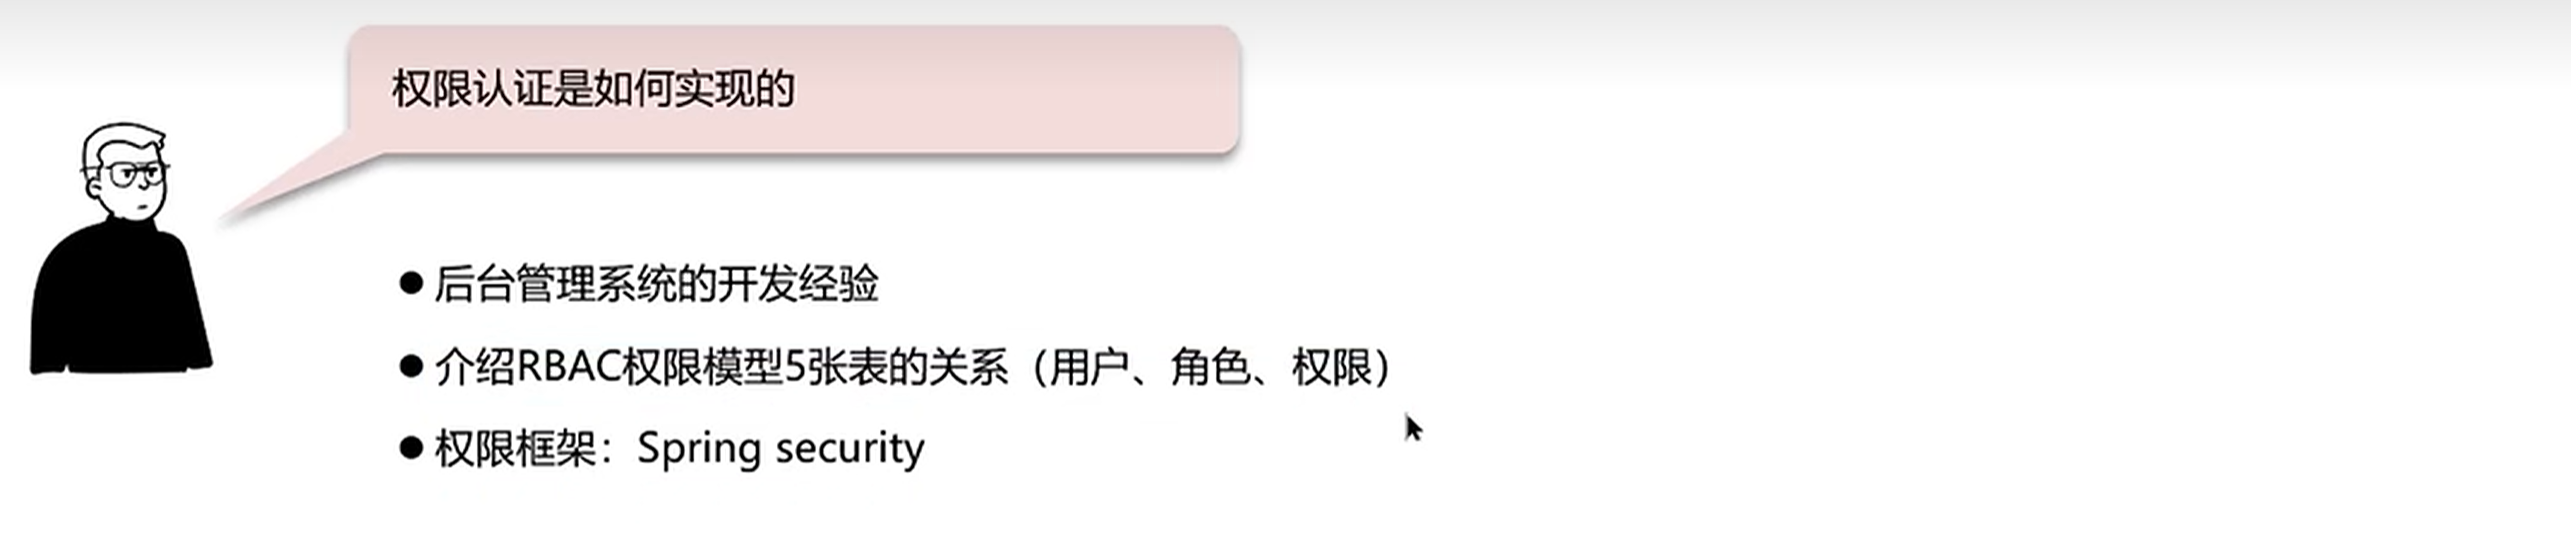 权限认证是如何实现的
● 后台管理系统的开发经验
● 介绍RBAC权限模型5张表的关系（用户、角色、权限）
● 权限框架：Spring security